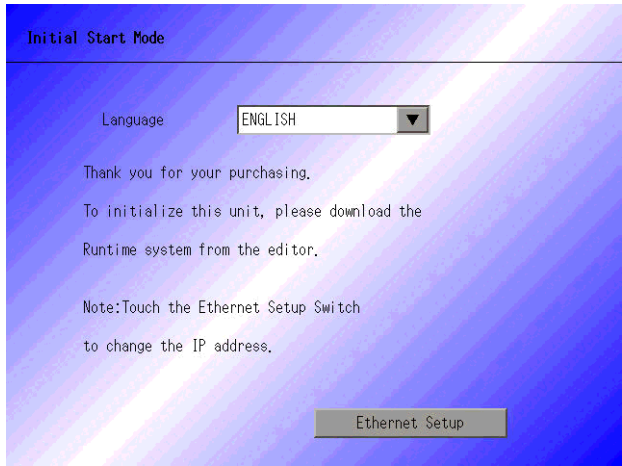 Initial Start Mode
Language
ENGLISH
Thank you for your purchasing.
To initialize this unit, please download the
Runtime system from the editor.
Note:Touch the Ethernet Setup Switch
to change the IP address.
Ethernet Setup